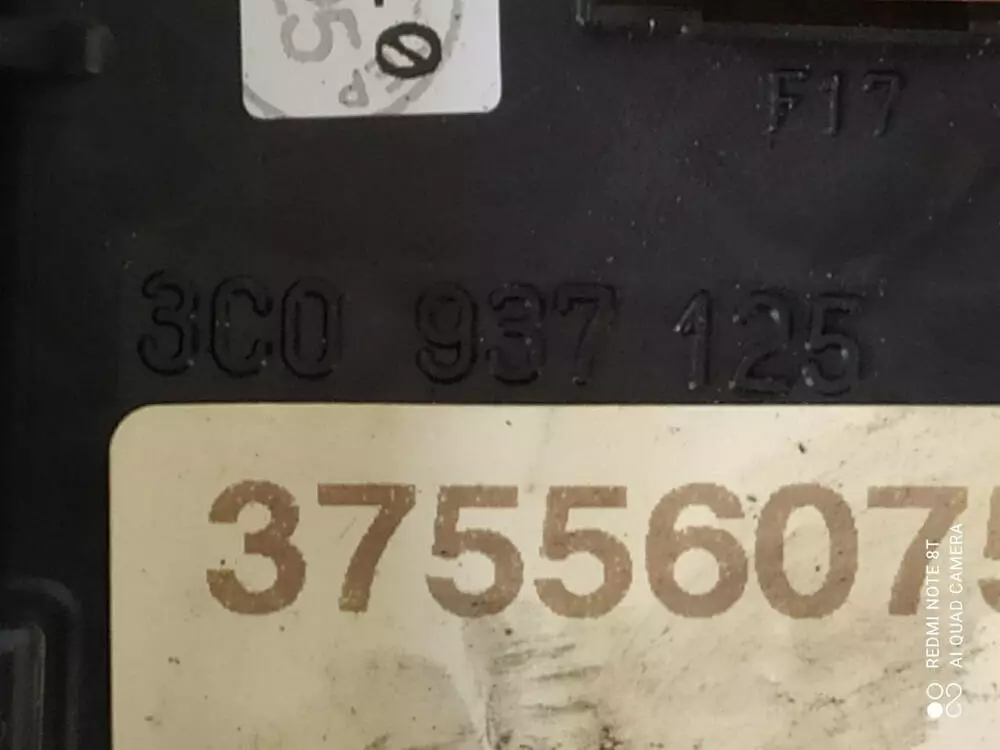 F17
3C0 937 125
3755607
REDMI NOTE 8T
AI QUAD CAMERA